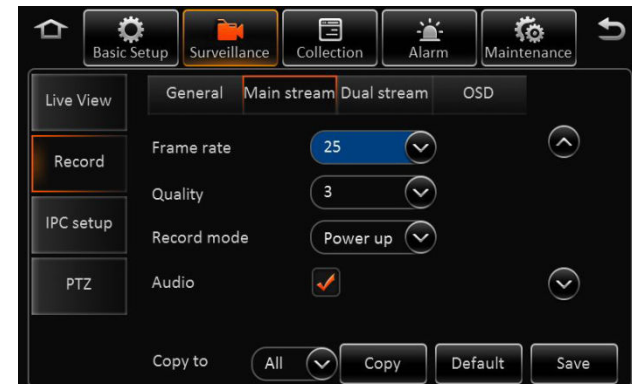 Basic Setup Surveillance Collection Alarm Maintenance
Live View General Main stream Dual stream OSD
Frame rate 25
Record
Quality 3
IPC setup
Record mode Power up
PTZ Audio
Copy to All Copy Default Save